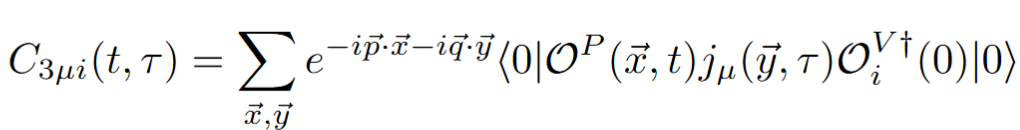 C_{3\mu i}(t, \tau) = \sum_{\vec{x},\vec{y}} e^{-i\vec{p}\cdot\vec{x}-i\vec{q}\cdot\vec{y}} \langle 0|\mathcal{O}^{P}(\vec{x}, t) j_{\mu}(\vec{y}, \tau) \mathcal{O}_{i}^{V\dagger}(0)|0\rangle